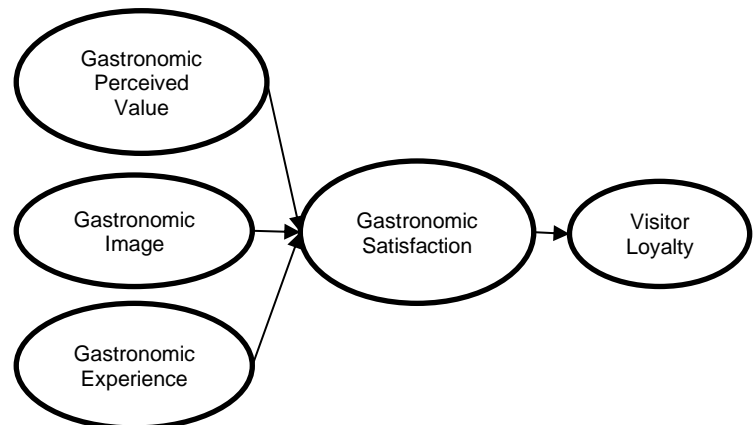 Gastronomic
Perceived
Value
Gastronomic
Image
Gastronomic
Experience
Gastronomic
Satisfaction
Visitor
Loyalty